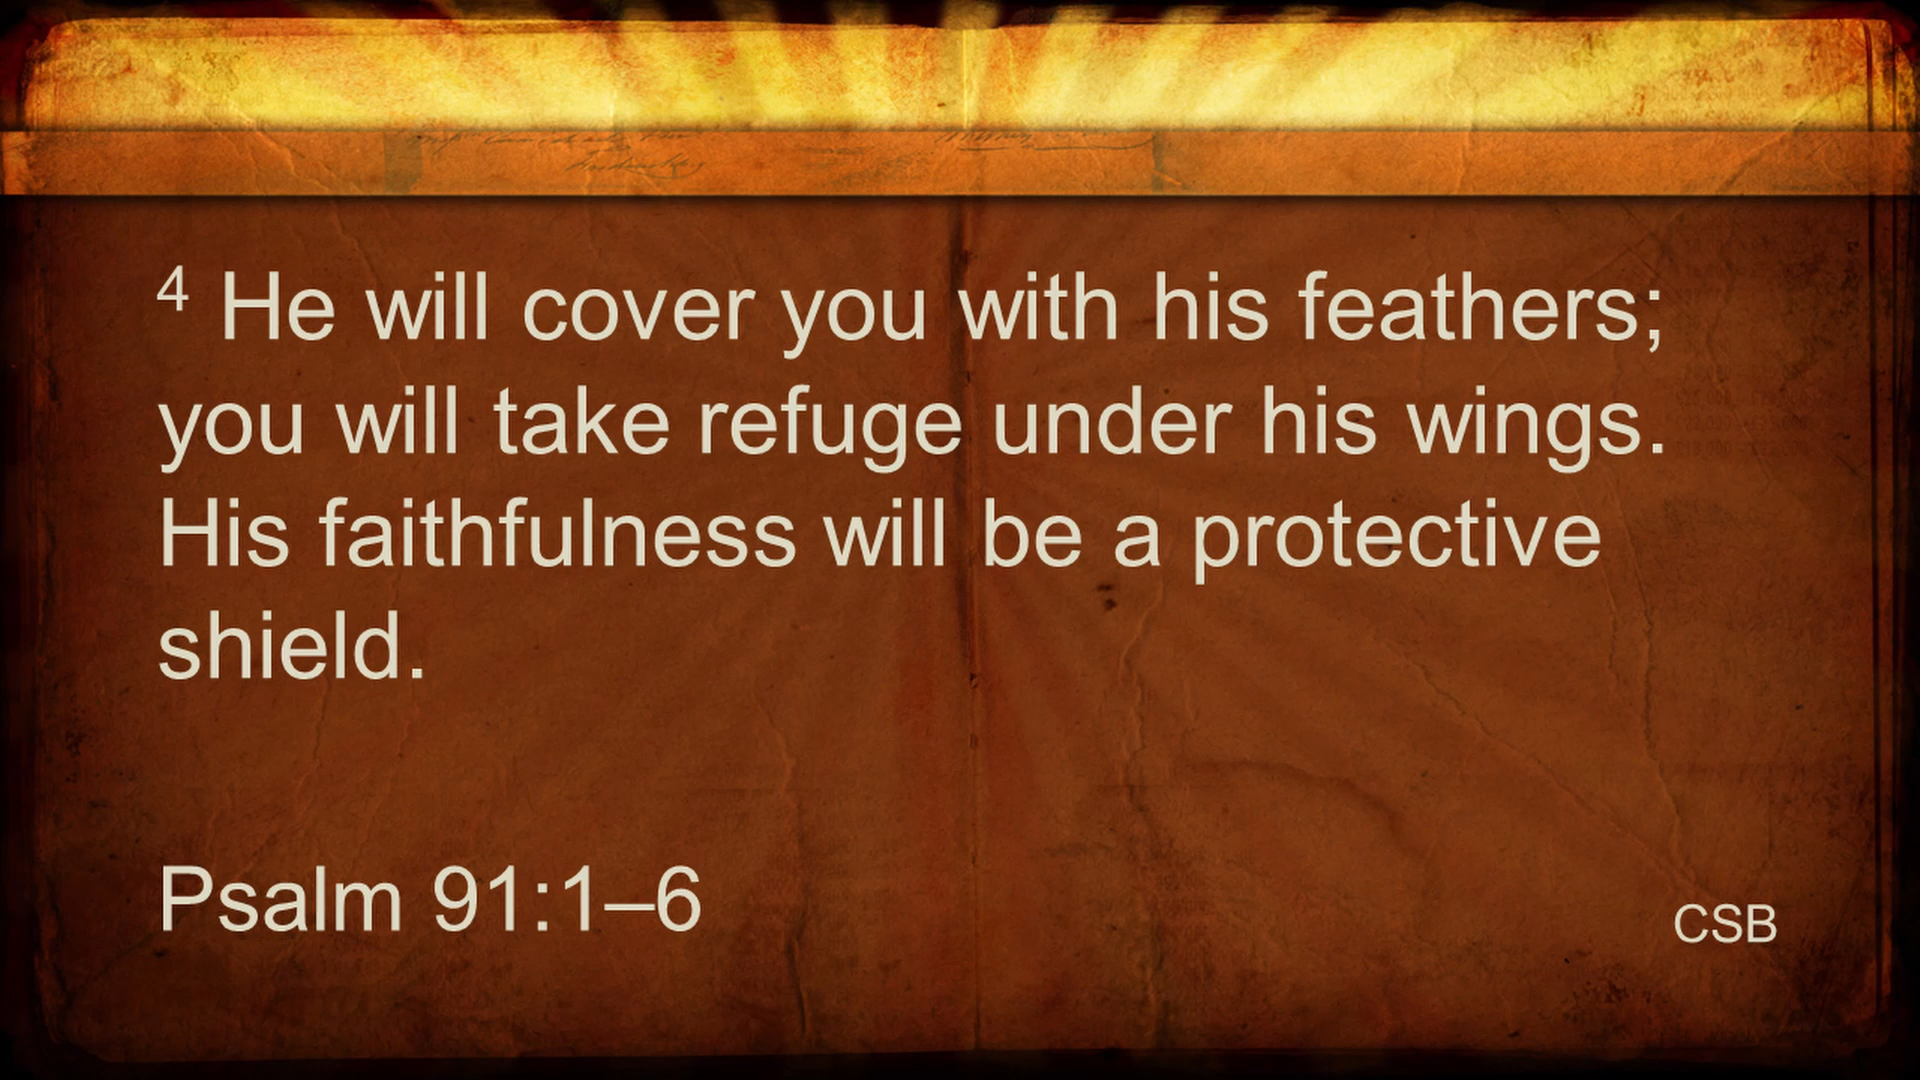 4 He will cover you with his feathers;
you will take refuge under his wings.
His faithfulness will be a protective
shield.
Psalm 91:1–6
CSB